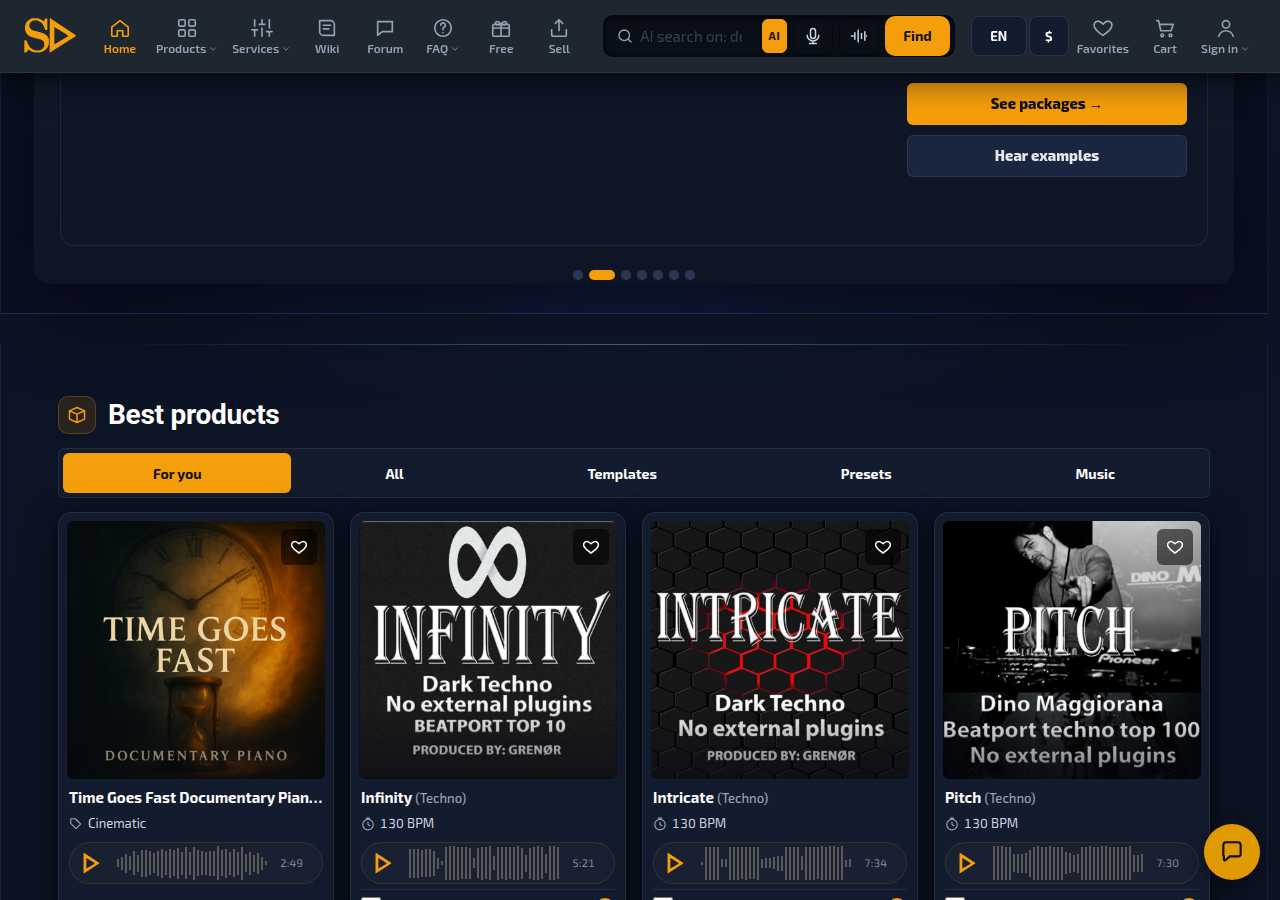 SD
Home
Products
Services
Wiki
Forum
FAQ
Free
Sell
AI search on: d
AI
Find
EN
$
Favorites
Cart
Sign in
See packages →
Hear examples
Best products
For you
All
Templates
Presets
Music
TIME GOES
FAST
DOCUMENTARY PIANO
INFINITY
Dark Techno
No external plugins
BEATPORT TOP 10
PRODUCED BY: GRENØR
INTRICATE
Dark Techno
No external plugins
PRODUCED BY: GRENØR
DINO M
PITCH
Pioneer
Dino Maggiorana
Beatport techno top 100
No external plugins
Time Goes Fast Documentary Pian...
Cinematic
2:49
Infinity (Techno)
130 BPM
5:21
Intricate (Techno)
130 BPM
7:34
Pitch (Techno)
130 BPM
7:30